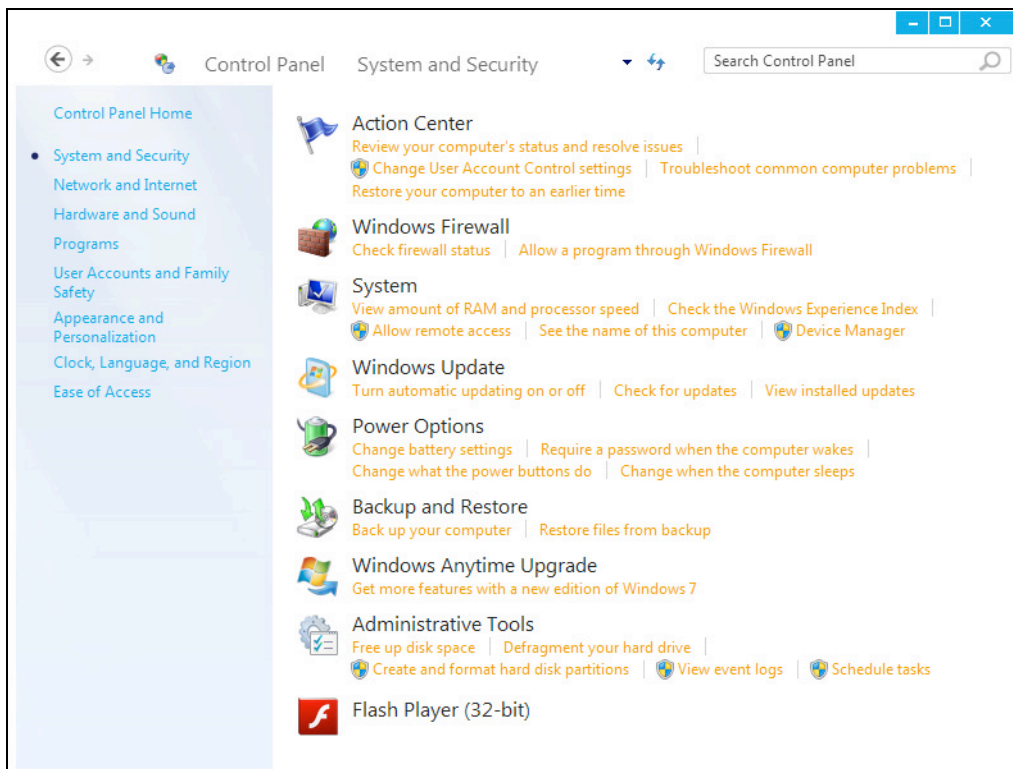 Control Panel System and Security Search Control Panel
Control Panel Home
System and Security
Network and Internet
Hardware and Sound
Programs
User Accounts and Family
Safety
Appearance and
Personalization
Clock, Language, and Region
Ease of Access
Action Center
Review your computer's status and resolve issues
Change User Account Control settings Troubleshoot common computer problems
Restore your computer to an earlier time
Windows Firewall
Check firewall status Allow a program through Windows Firewall
System
View amount of RAM and processor speed Check the Windows Experience Index
Allow remote access See the name of this computer Device Manager
Windows Update
Turn automatic updating on or off Check for updates View installed updates
Power Options
Change battery settings Require a password when the computer wakes
Change what the power buttons do Change when the computer sleeps
Backup and Restore
Back up your computer Restore files from backup
Windows Anytime Upgrade
Get more features with a new edition of Windows 7
Administrative Tools
Free up disk space Defragment your hard drive
Create and format hard disk partitions View event logs Schedule tasks
Flash Player (32-bit)